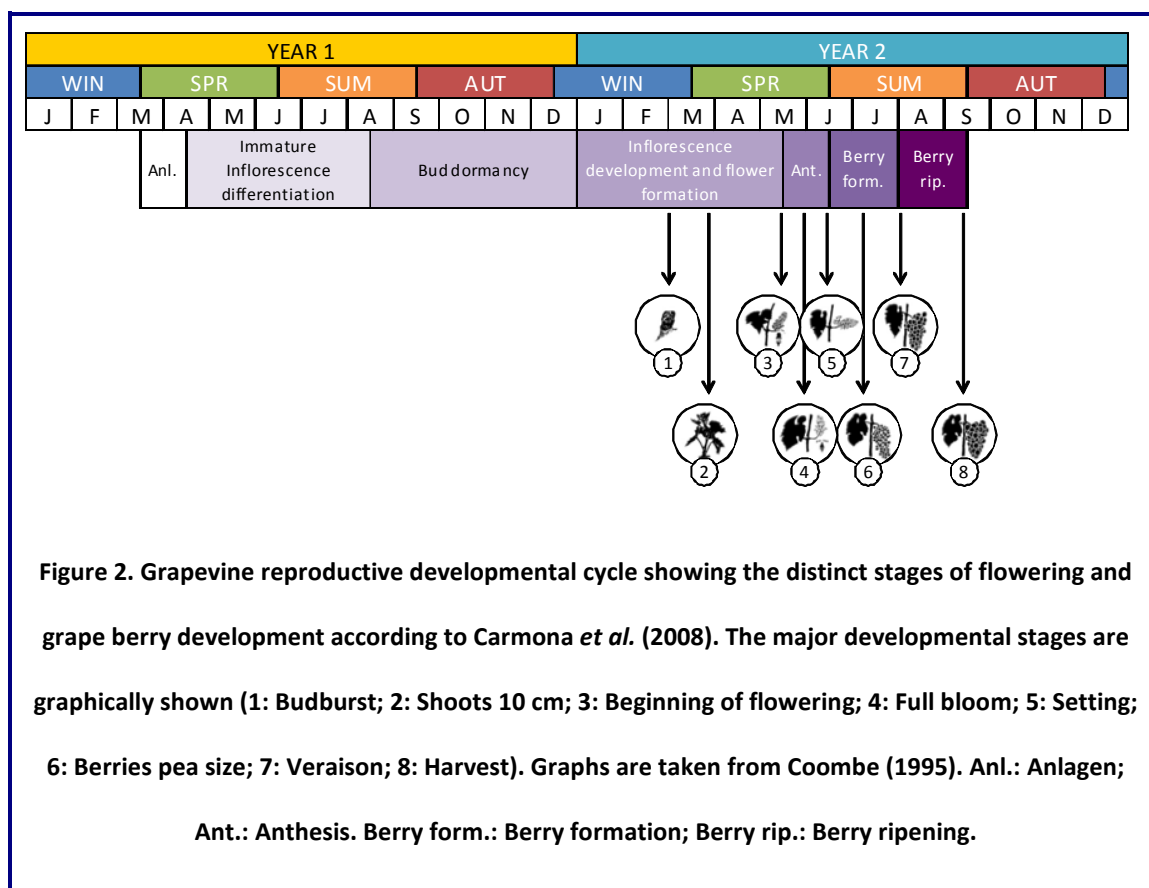 YEAR 1 YEAR 2
WIN SPR SUM AUT WIN SPR SUM AUT
J F M A M J J A S O N D J F M A M J J A S O N D
Anl.
Immature
Inflorescence
differentiation
Bud dormancy
Inflorescence
development and flower
formation
Ant.
Berry
form.
Berry
rip.
1 3 5 7
2 4 6 8
Figure 2. Grapevine reproductive developmental cycle showing the distinct stages of flowering and
grape berry development according to Carmona et al. (2008). The major developmental stages are
graphically shown (1: Budburst; 2: Shoots 10 cm; 3: Beginning of flowering; 4: Full bloom; 5: Setting;
6: Berries pea size; 7: Veraison; 8: Harvest). Graphs are taken from Coombe (1995). Anl.: Anlagen;
Ant.: Anthesis. Berry form.: Berry formation; Berry rip.: Berry ripening.